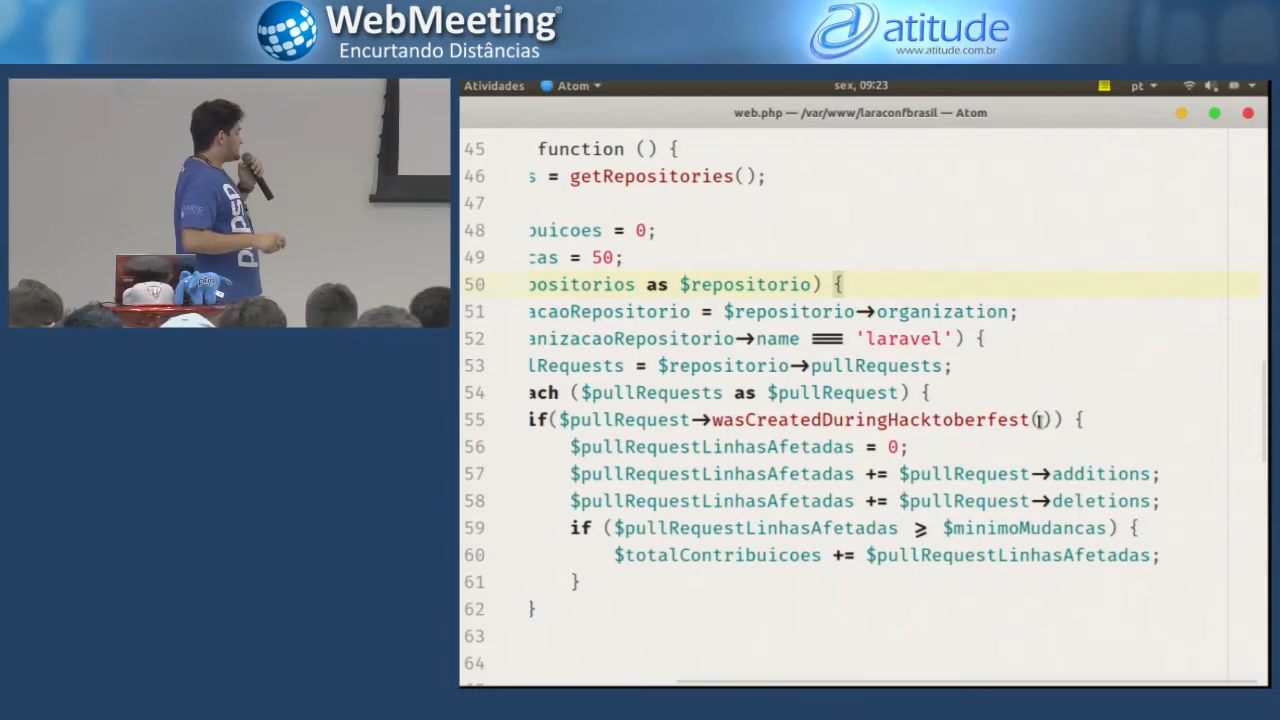 WebMeeting®
Encurtando Distâncias
atitude
www.atitude.com.br
Atividades Atom sex, 09:23 pt
web.php — /var/www/laraconfbrasil — Atom
45 function () {
46 s = getRepositories();
47
48 buicoes = 0;
49 cas = 50;
50 positorios as $repositorio) {
51 acaoRepositorio = $repositorio→organization;
52 anizacaoRepositorio→name === 'laravel') {
53 lRequests = $repositorio→pullRequests;
54 ach ($pullRequests as $pullRequest) {
55 if($pullRequest→wasCreatedDuringHacktoberfest()) {
56 $pullRequestLinhasAfetadas = 0;
57 $pullRequestLinhasAfetadas += $pullRequest→additions;
58 $pullRequestLinhasAfetadas += $pullRequest→deletions;
59 if ($pullRequestLinhasAfetadas ⩾ $minimoMudancas) {
60 $totalContribuicoes += $pullRequestLinhasAfetadas;
61 }
62 }
63
64